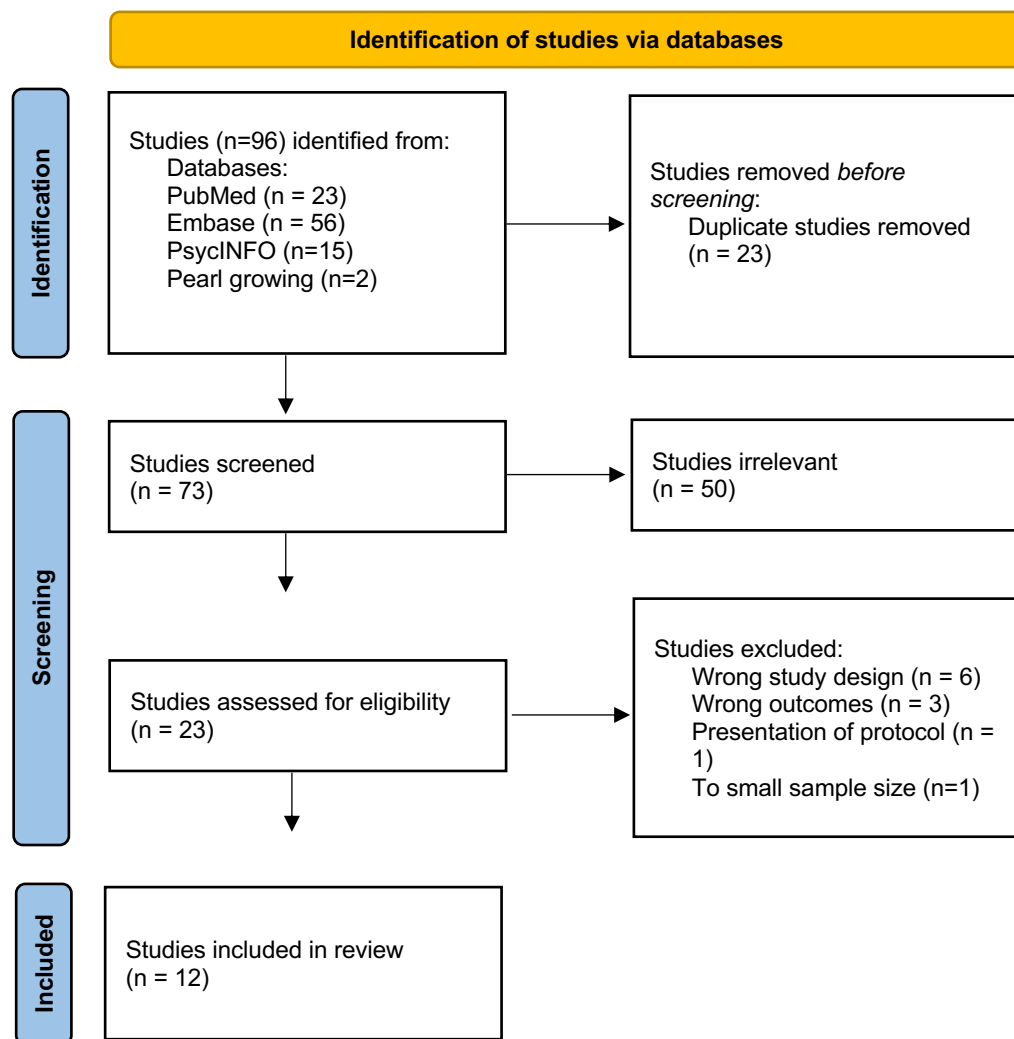 Identification of studies via databases
Identification
Studies (n=96) identified from:
Databases:
PubMed (n = 23)
Embase (n = 56)
PsycINFO (n=15)
Pearl growing (n=2)
Studies removed before
screening:
Duplicate studies removed
(n = 23)
Screening
Studies screened
(n = 73)
Studies irrelevant
(n = 50)
Studies assessed for eligibility
(n = 23)
Studies excluded:
Wrong study design (n = 6)
Wrong outcomes (n = 3)
Presentation of protocol (n =
1)
To small sample size (n=1)
Included
Studies included in review
(n = 12)